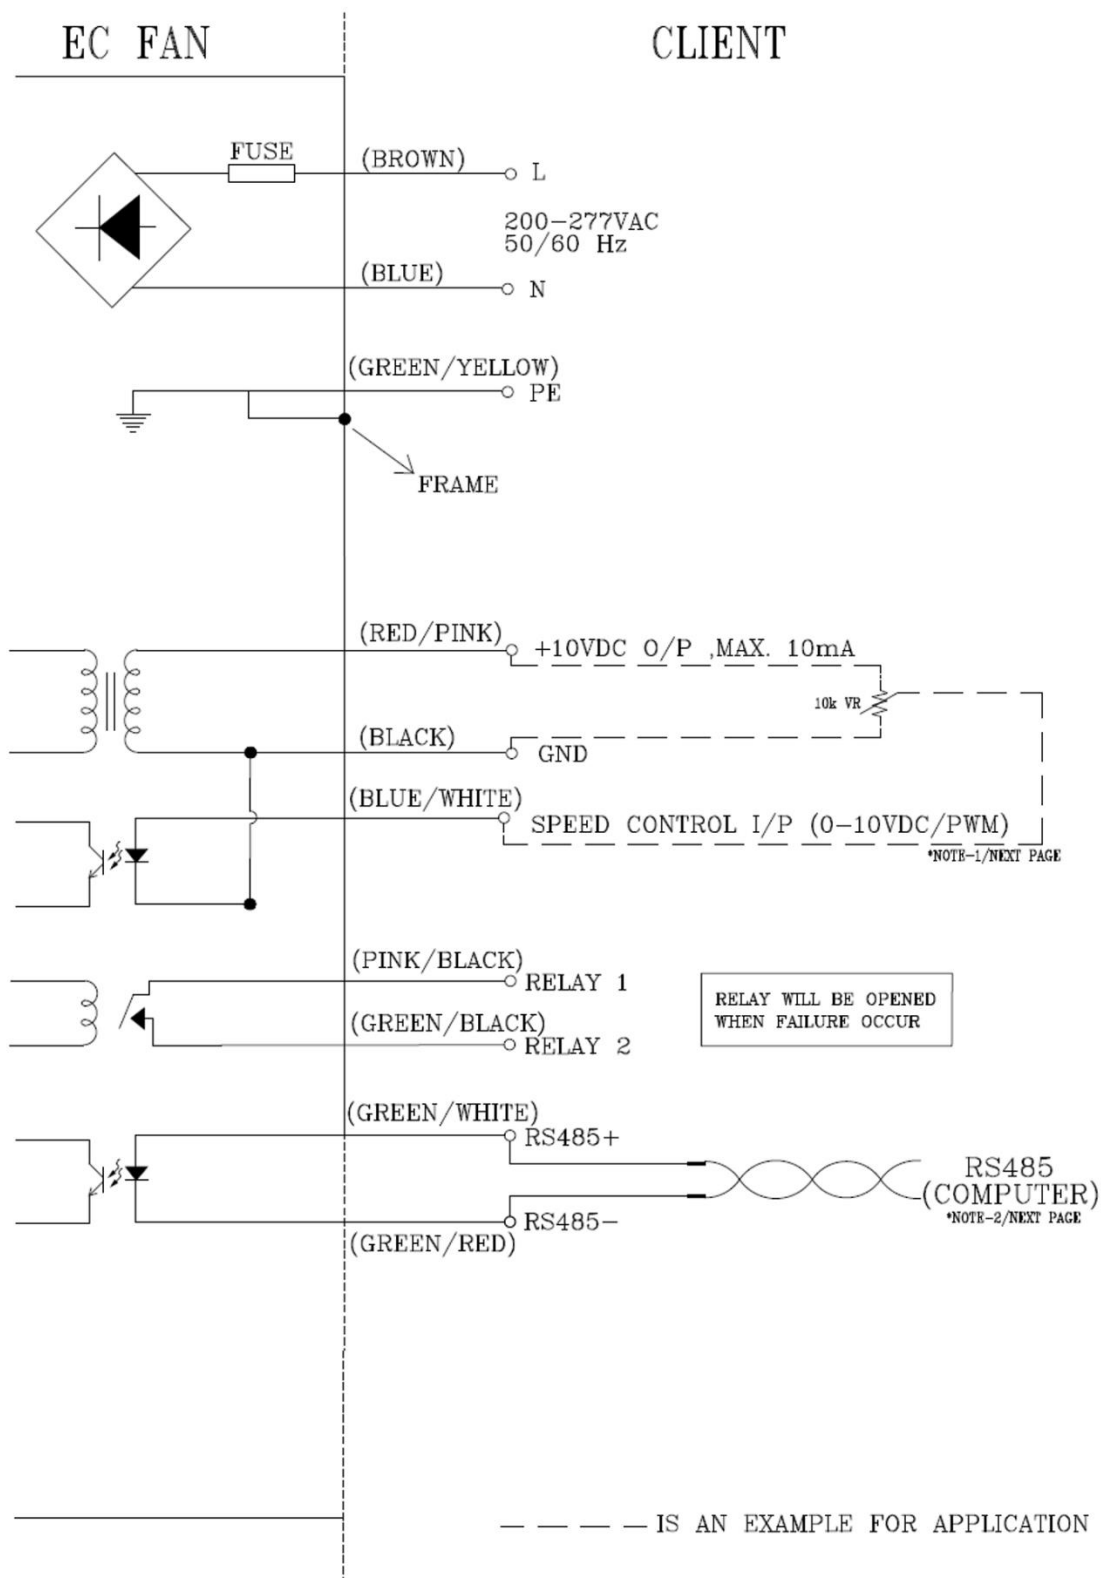 EC FAN
CLIENT
FUSE
(BROWN)
L
200-277VAC
50/60 Hz
(BLUE)
N
(GREEN/YELLOW)
PE
FRAME
(RED/PINK)
+10VDC O/P ,MAX. 10mA
10k VR
(BLACK)
GND
(BLUE/WHITE)
SPEED CONTROL I/P (0-10VDC/PWM)
*NOTE-1/NEXT PAGE
(PINK/BLACK)
RELAY 1
RELAY WILL BE OPENED
WHEN FAILURE OCCUR
(GREEN/BLACK)
RELAY 2
(GREEN/WHITE)
RS485+
RS485
(COMPUTER)
*NOTE-2/NEXT PAGE
RS485-
(GREEN/RED)
IS AN EXAMPLE FOR APPLICATION